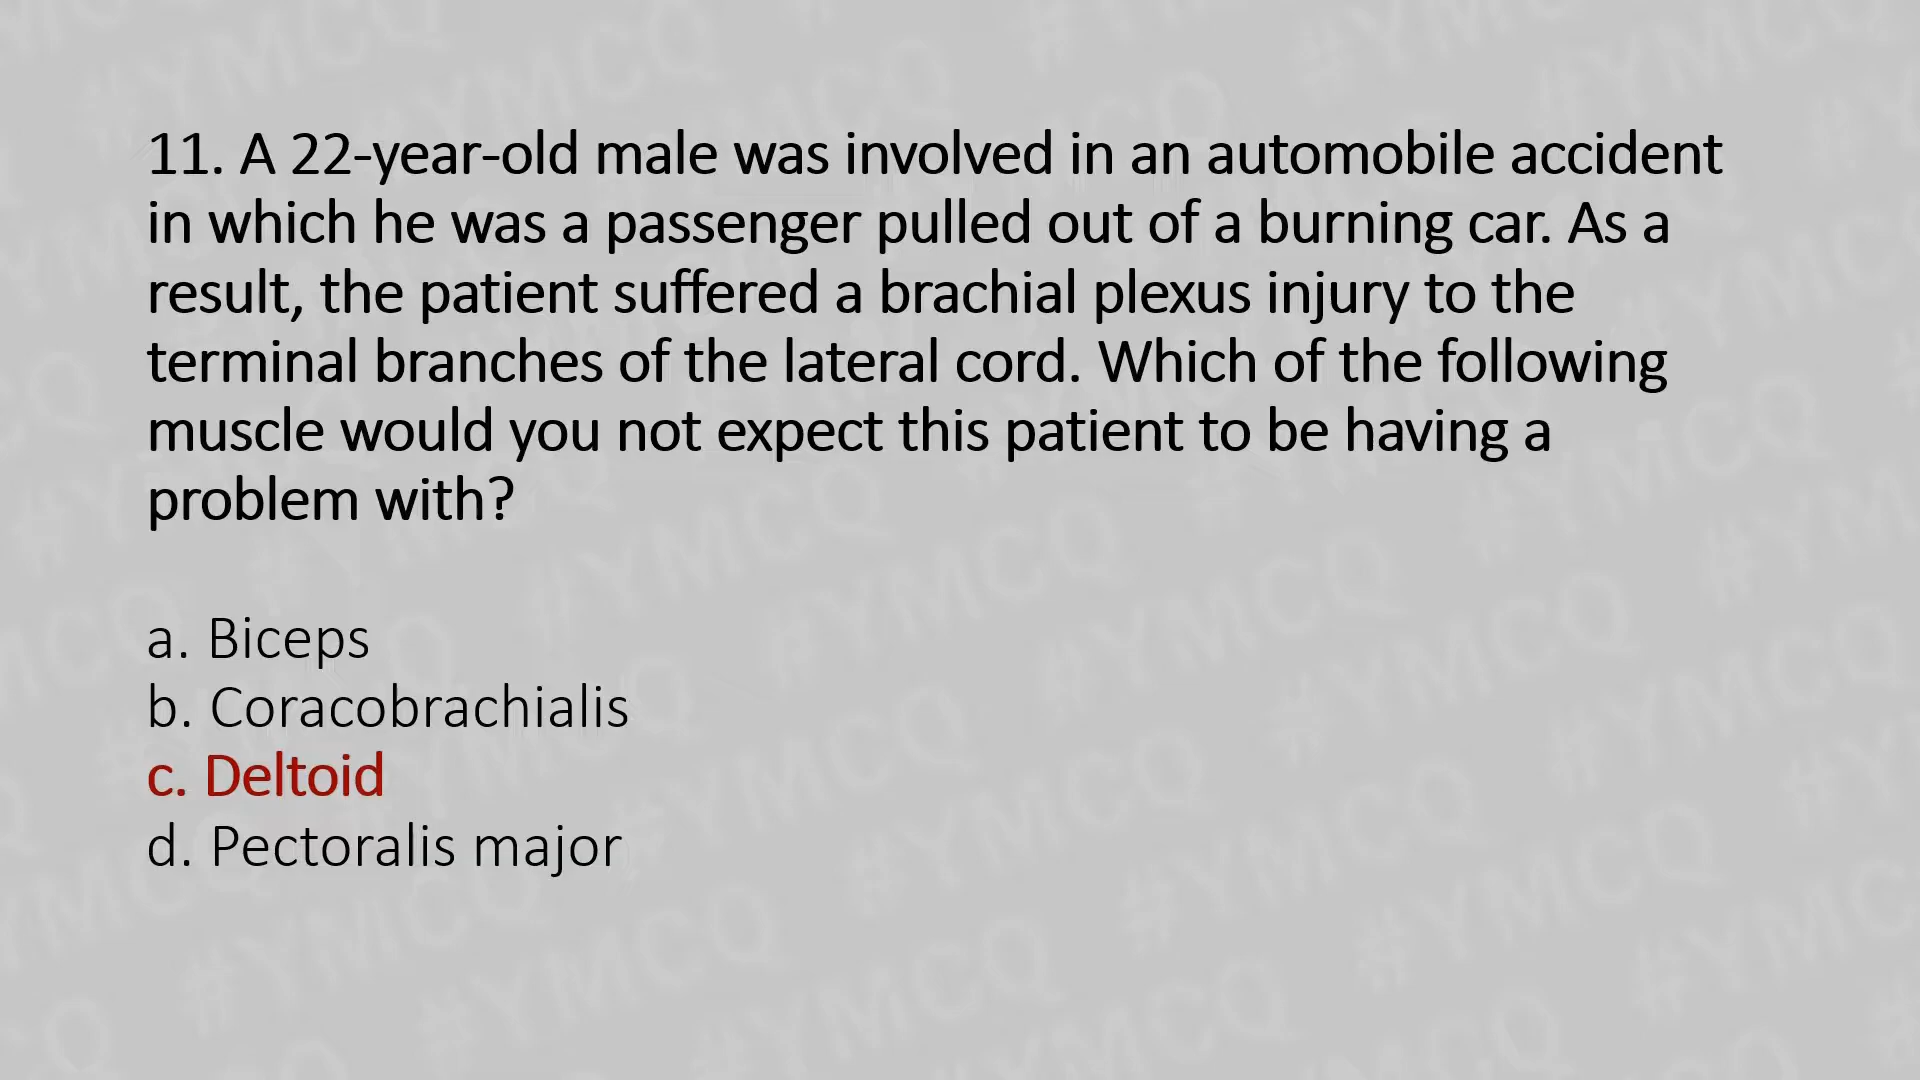 11. A 22-year-old male was involved in an automobile accident
in which he was a passenger pulled out of a burning car. As a
result, the patient suffered a brachial plexus injury to the
terminal branches of the lateral cord. Which of the following
muscle would you not expect this patient to be having a
problem with?
a. Biceps
b. Coracobrachialis
c. Deltoid
d. Pectoralis major
#YMCQ